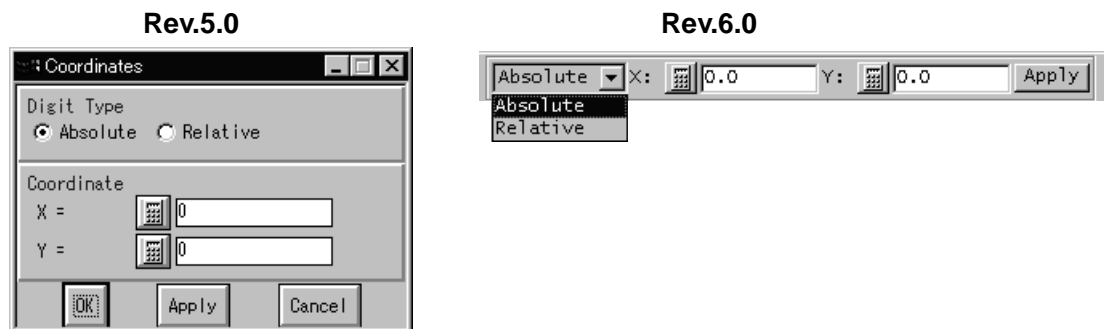 Rev.5.0
Coordinates
Digit Type
Absolute Relative
Coordinate
X = 0
Y = 0
OK Apply Cancel
Rev.6.0
Absolute X: 0.0 Y: 0.0 Apply
Absolute
Relative